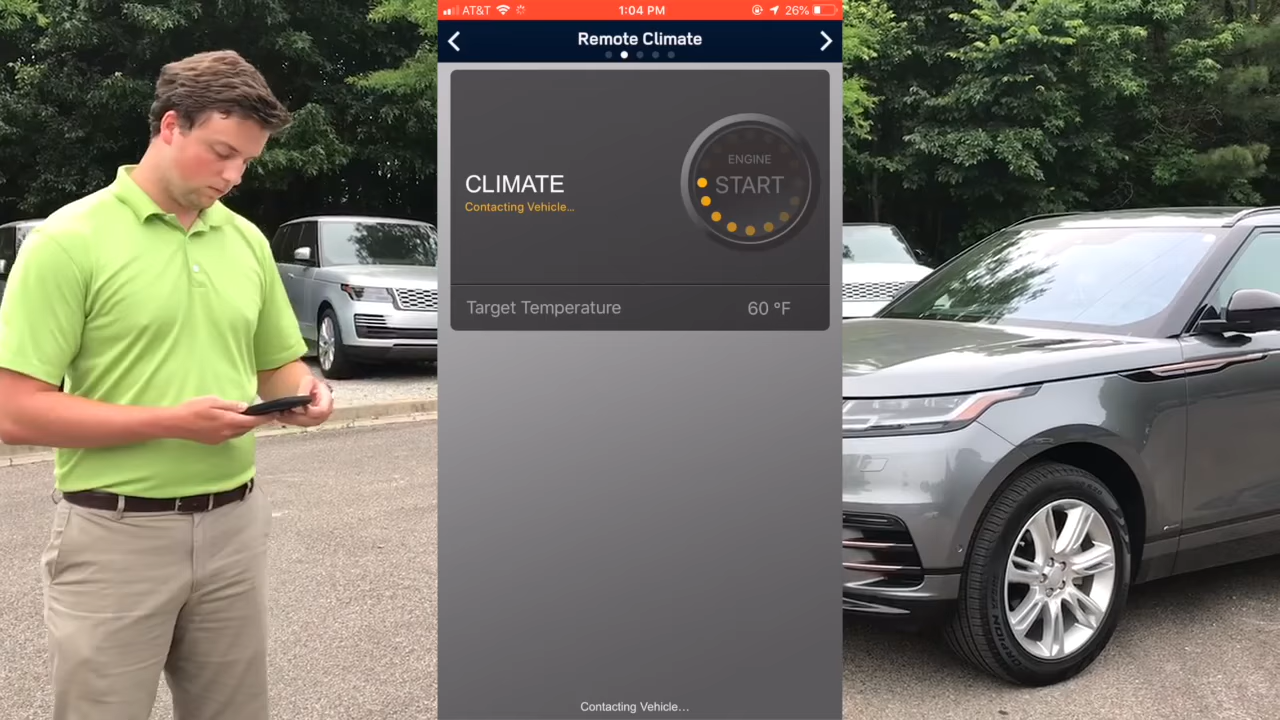 AT&T 1:04 PM 26%
Remote Climate
ENGINE
START
CLIMATE
Contacting Vehicle...
Target Temperature 60 °F
Contacting Vehicle...